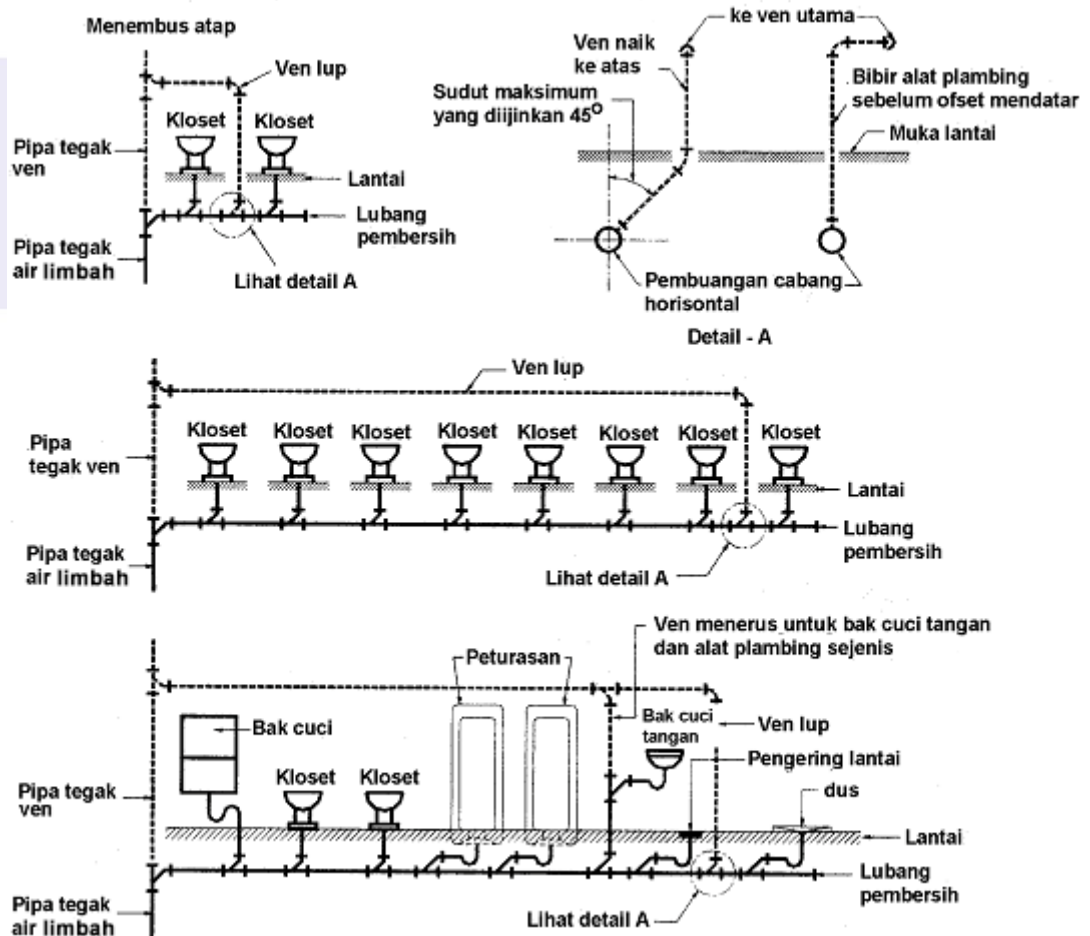 Menembus atap
Ven lup
Kloset
Kloset
Pipa tegak
ven
Lantai
Lubang
pembersih
Pipa tegak
air limbah
Lihat detail A
ke ven utama
Ven naik
ke atas
Sudut maksimum
yang diijinkan 45°
Bibir alat plambing
sebelum ofset mendatar
Muka lantai
Pembuangan cabang
horisontal
Detail - A
Ven lup
Kloset
Kloset
Kloset
Kloset
Kloset
Kloset
Kloset
Kloset
Pipa
tegak ven
Lantai
Lubang
pembersih
Pipa tegak
air limbah
Lihat detail A
Ven menerus untuk bak cuci tangan
dan alat plambing sejenis
Peturasan
Bak cuci
Bak cuci
tangan
Ven lup
Pengering lantai
Kloset
Kloset
dus
Pipa tegak
ven
Lantai
Lubang
pembersih
Pipa tegak
air limbah
Lihat detail A